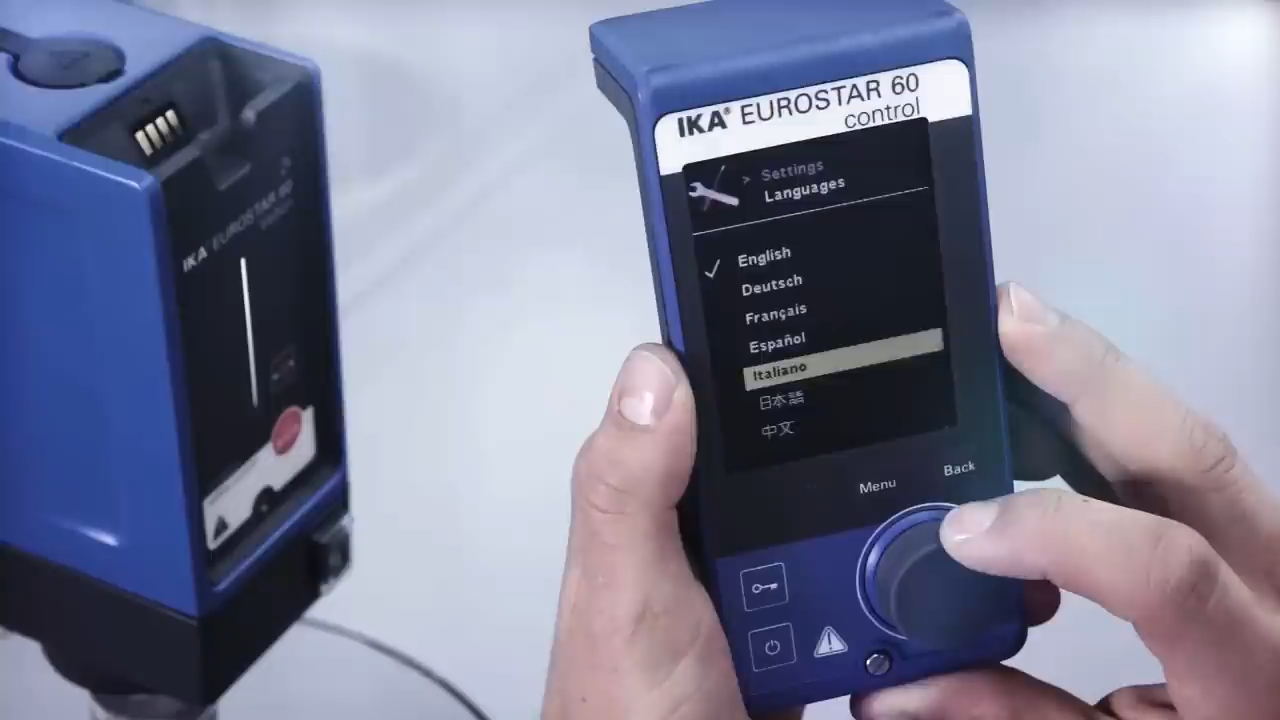 IKA® EUROSTAR 60
control
> Settings
Languages
English
Deutsch
Français
Español
Italiano
日本語
中文
Menu
Back
IKA® EUROSTAR 60